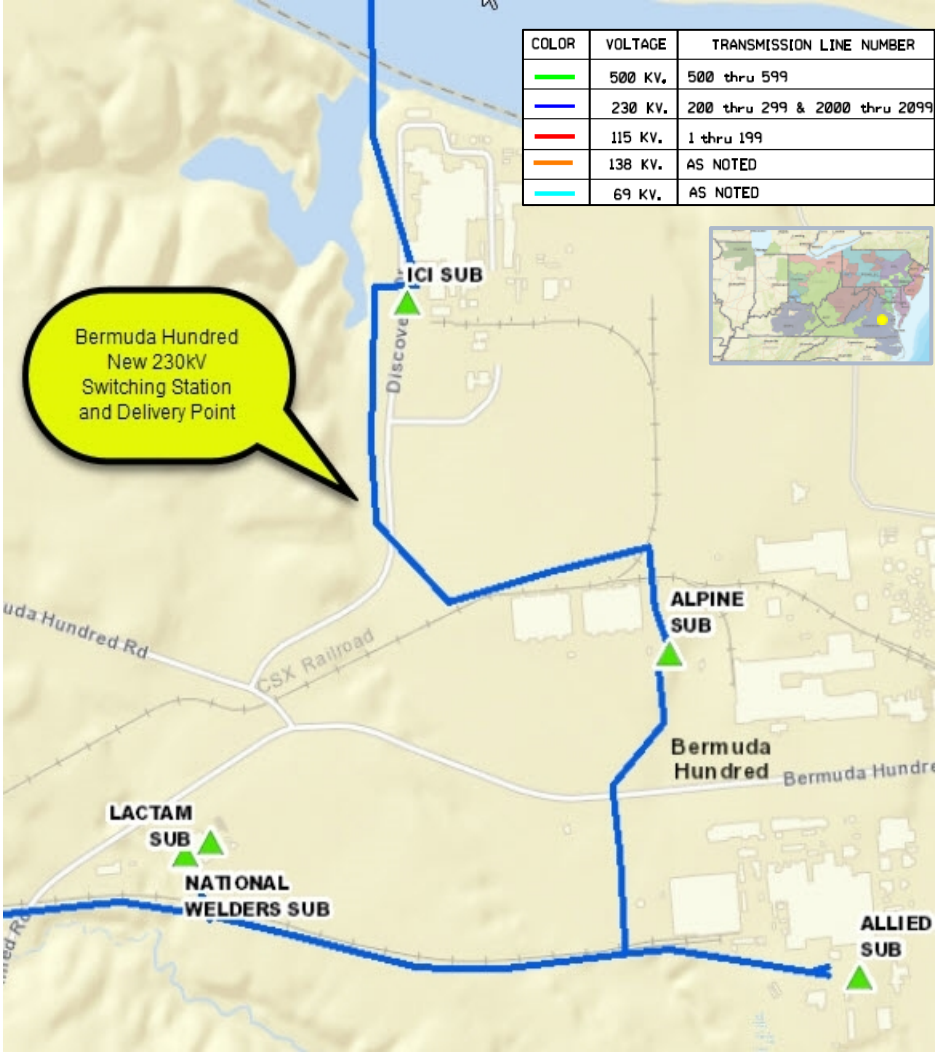 COLOR VOLTAGE TRANSMISSION LINE NUMBER
500 KV. 500 thru 599
230 KV. 200 thru 299 & 2000 thru 2099
115 KV. 1 thru 199
138 KV. AS NOTED
69 KV. AS NOTED
ICI SUB
Discove
Bermuda Hundred
New 230kV
Switching Station
and Delivery Point
ALPINE
SUB
uda Hundred Rd
CSX Railroad
Bermuda
Hundred
Bermuda Hundre
LACTAM
SUB
NATIONAL
WELDERS SUB
ALLIED
SUB
red Rd